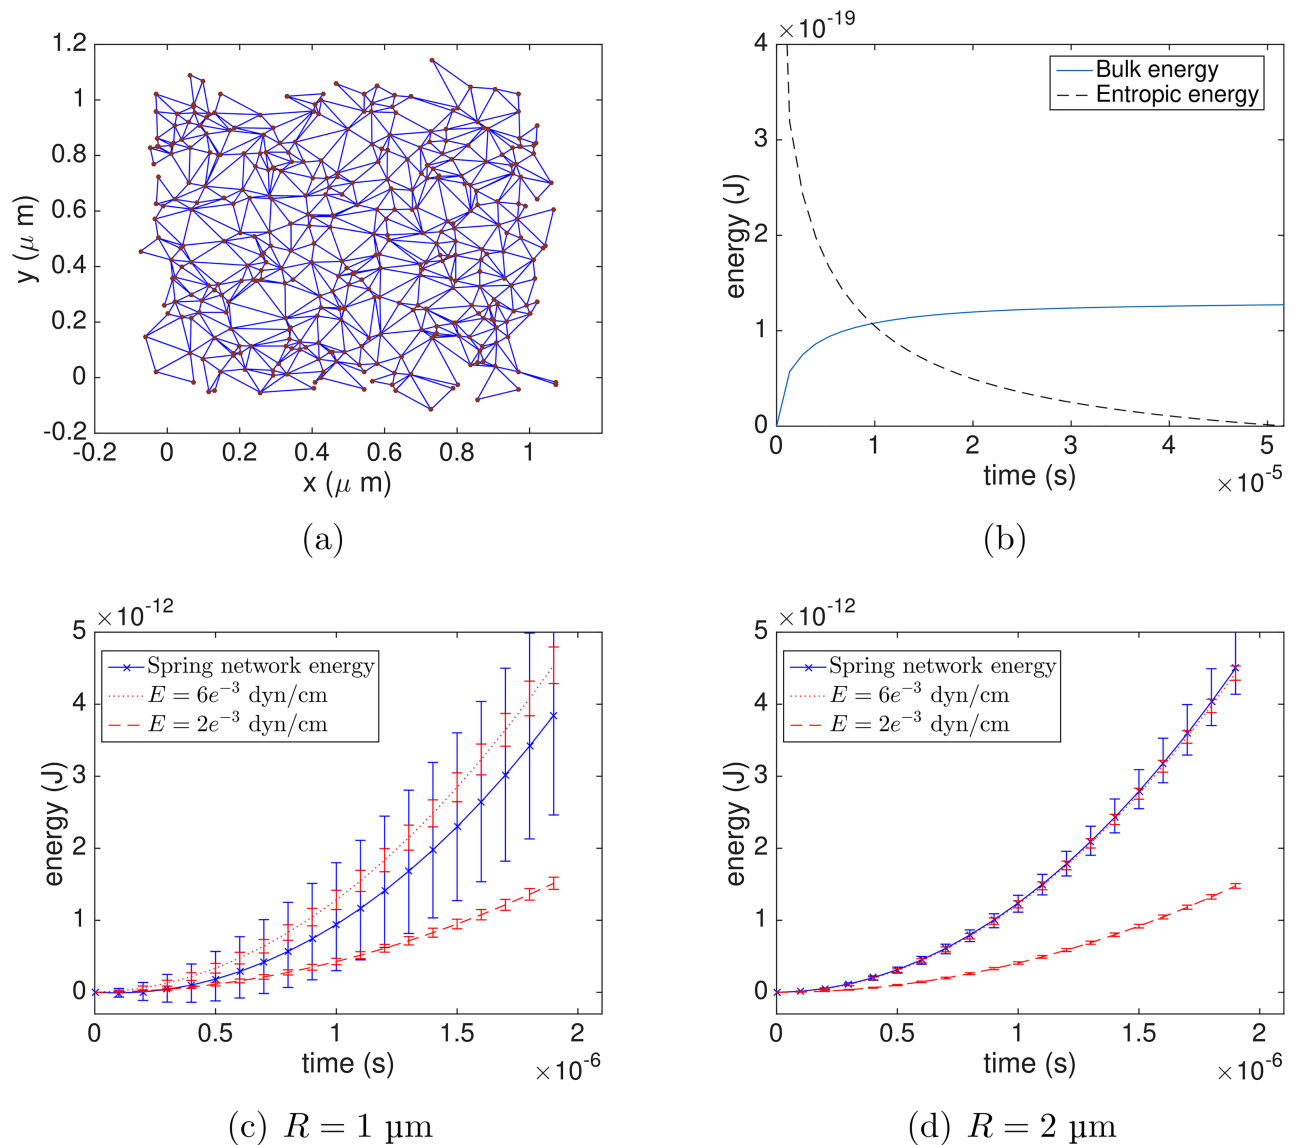 1.2
1
0.8
0.6
0.4
0.2
0
-0.2
y (μ m)
-0.2 0 0.2 0.4 0.6 0.8 1
x (μ m)
(a)
×10-19
4
3
2
1
0
energy (J)
Bulk energy
Entropic energy
0 1 2 3 4 5
time (s)
×10-5
(b)
×10-12
5
4
3
2
1
0
energy (J)
Spring network energy
E = 6e−3 dyn/cm
E = 2e−3 dyn/cm
0 0.5 1 1.5 2
time (s)
×10-6
(c) R = 1 µm
×10-12
5
4
3
2
1
0
energy (J)
Spring network energy
E = 6e−3 dyn/cm
E = 2e−3 dyn/cm
0 0.5 1 1.5 2
time (s)
×10-6
(d) R = 2 µm